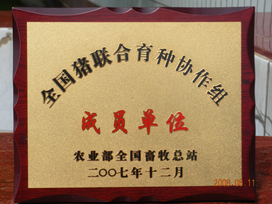 全国猪联合育种协作组
成员单位
农业部全国畜牧总站
二〇〇七年十二月